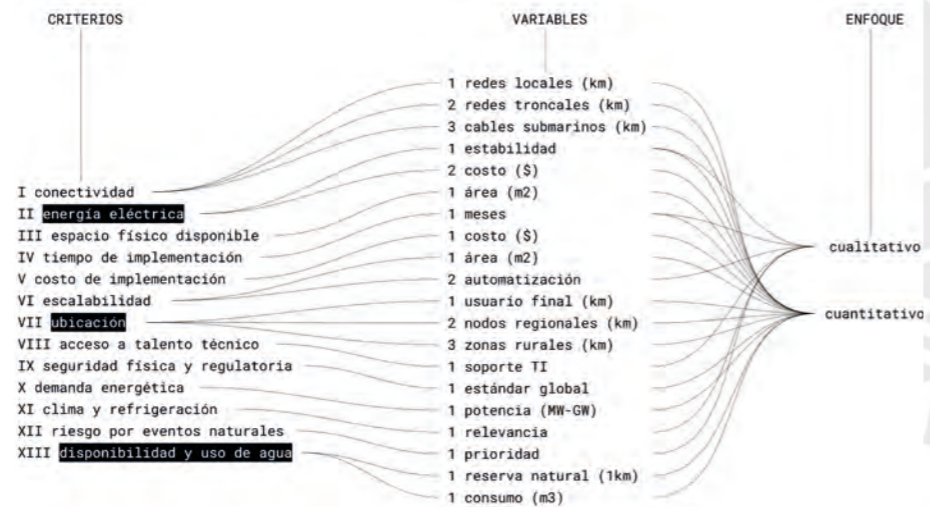 CRITERIOS
VARIABLES
ENFOQUE
1 redes locales (km)
2 redes troncales (km)
3 cables submarinos (km)
1 estabilidad
2 costo ($)
1 área (m2)
1 meses
1 costo ($)
1 área (m2)
2 automatización
1 usuario final (km)
2 nodos regionales (km)
3 zonas rurales (km)
1 soporte TI
1 estándar global
1 potencia (MW-GW)
1 relevancia
1 prioridad
1 reserva natural (1km)
1 consumo (m3)
I conectividad
II energía eléctrica
III espacio físico disponible
IV tiempo de implementación
V costo de implementación
VI escalabilidad
VII ubicación
VIII acceso a talento técnico
IX seguridad física y regulatoria
X demanda energética
XI clima y refrigeración
XII riesgo por eventos naturales
XIII disponibilidad y uso de agua
cualitativo
cuantitativo